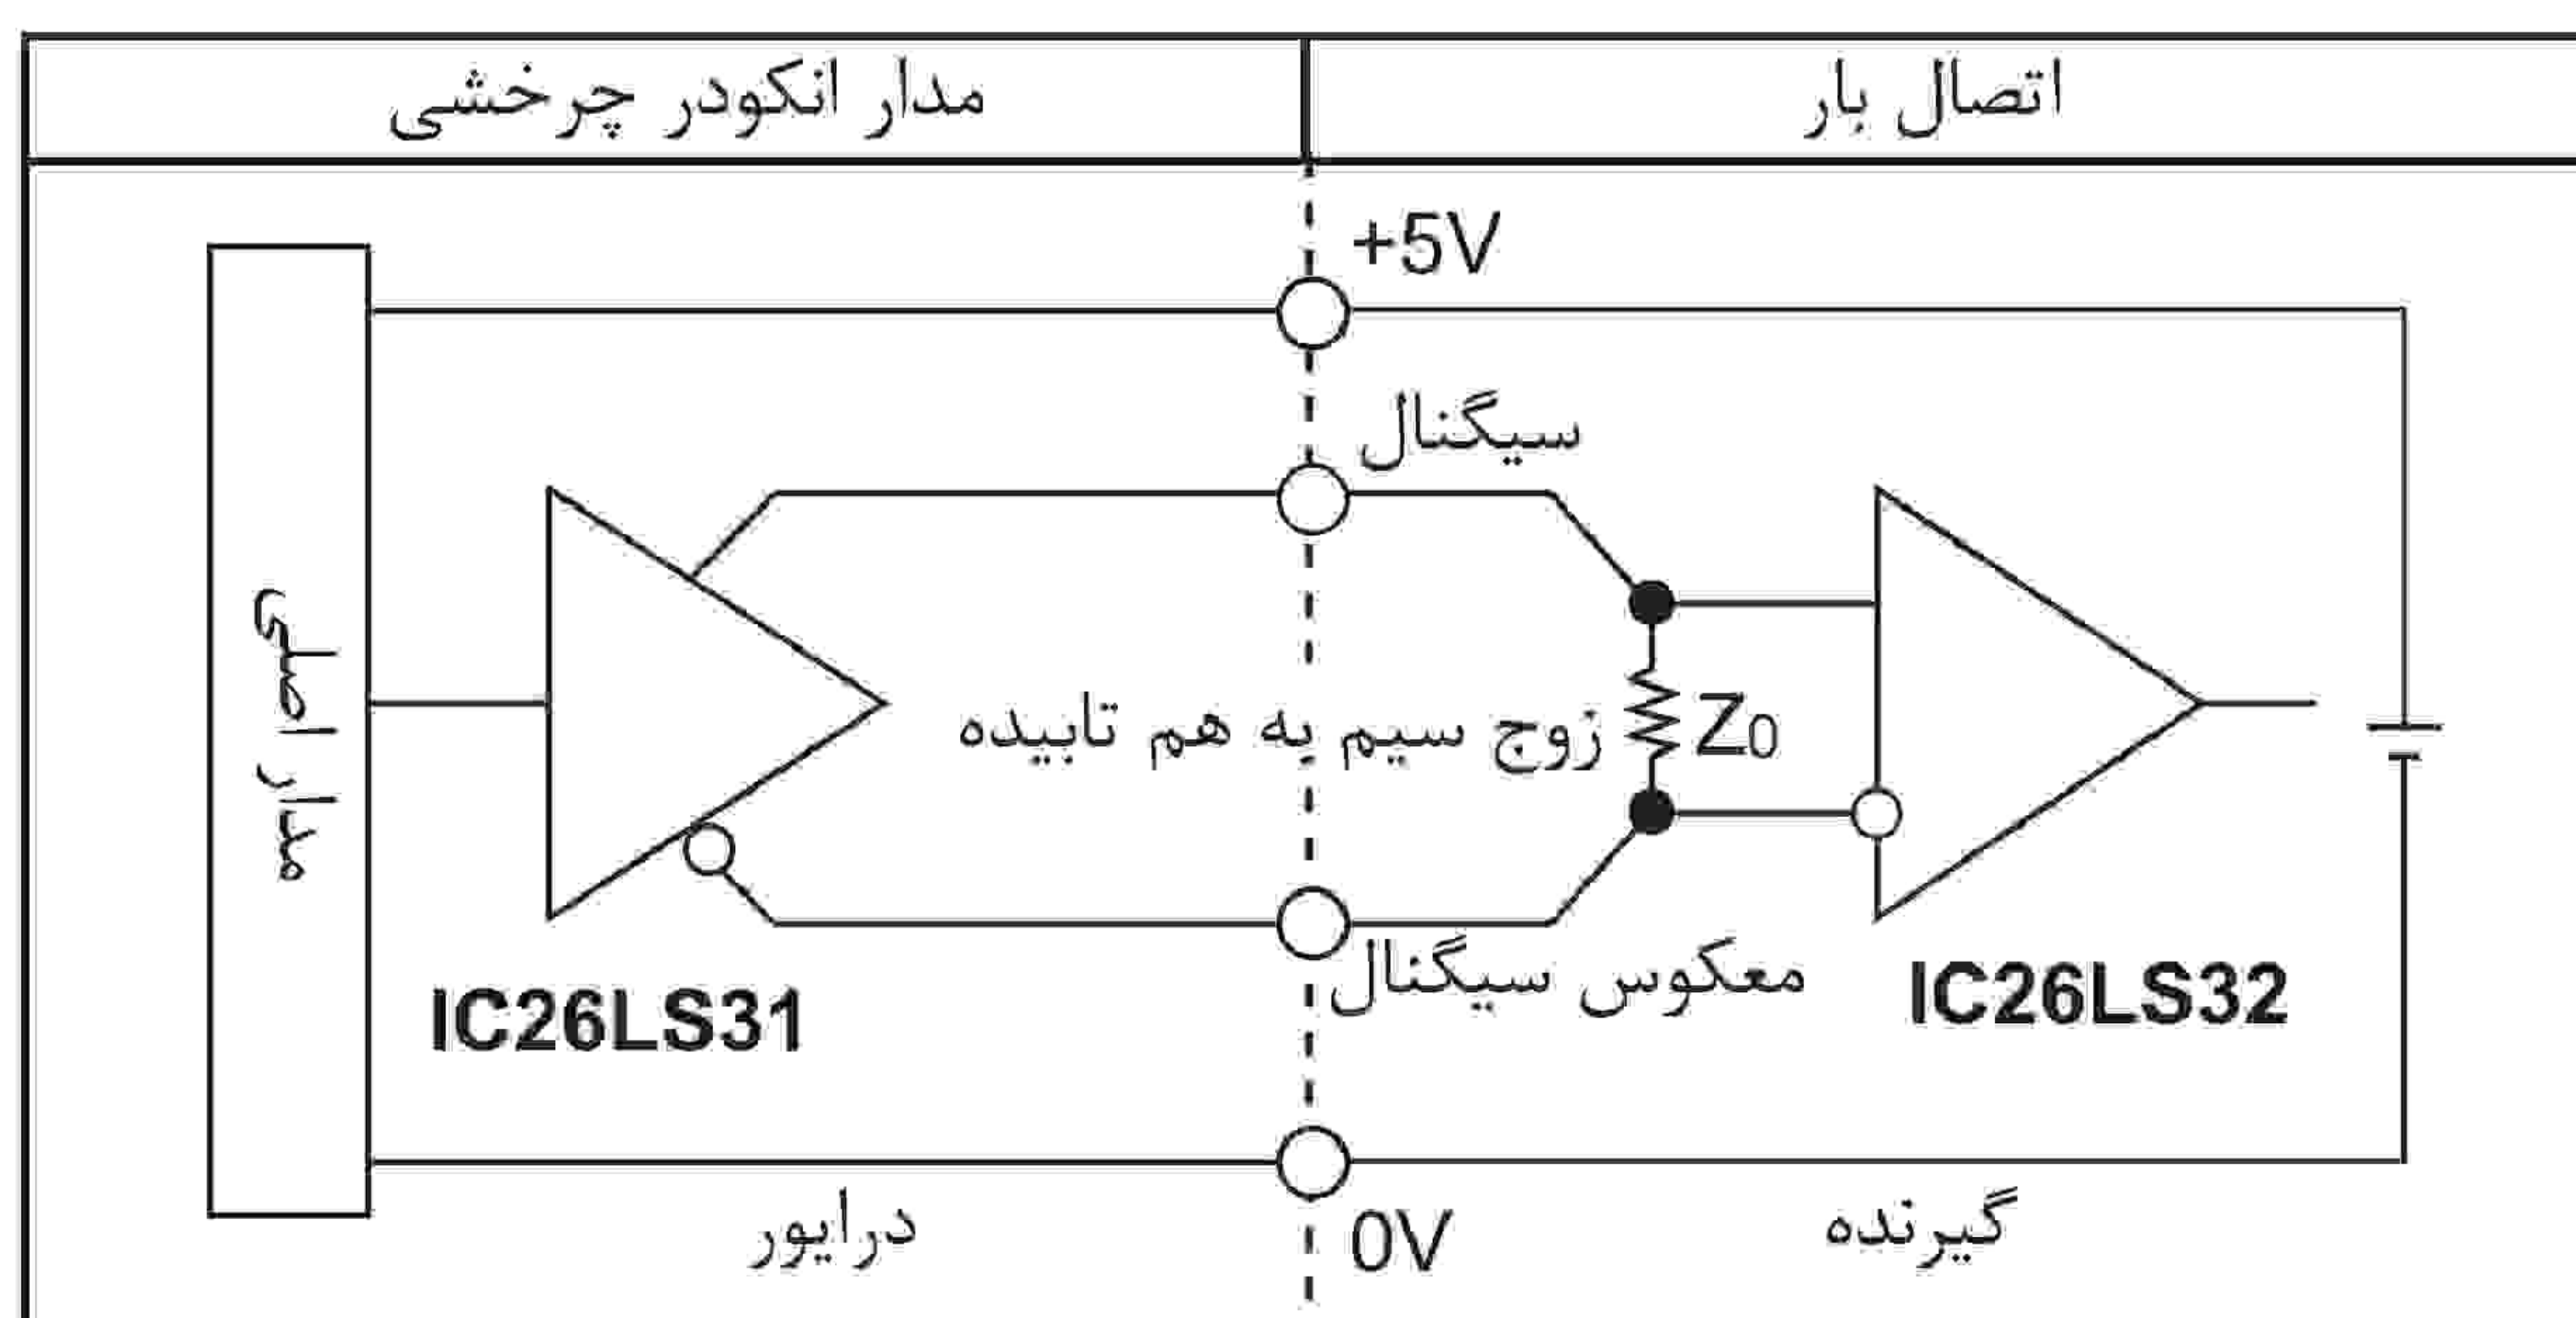 مدار انکودر چرخشی
اتصال بار
+5V
سیگنال
مدار اصلی
زوج سیم به هم تابیده
Z0
معکوس سیگنال
IC26LS31
IC26LS32
درایور
0V
گیرنده